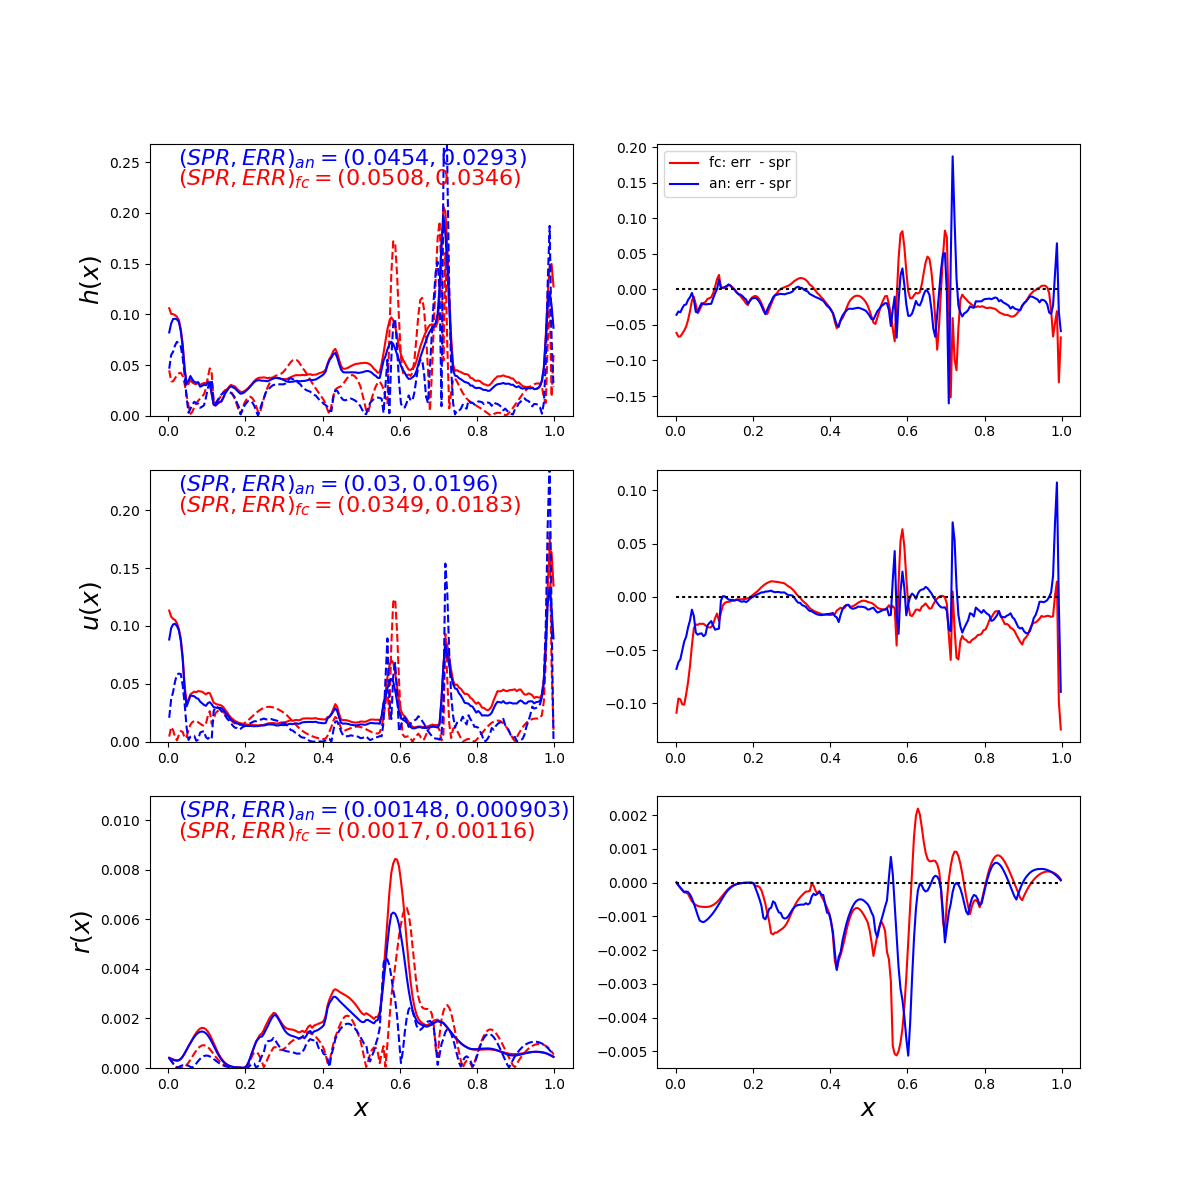 (SPR, ERR)an = (0.0454, 0.0293)
(SPR, ERR)fc = (0.0508, 0.0346)
h(x)
0.25
0.20
0.15
0.10
0.05
0.00
0.0 0.2 0.4 0.6 0.8 1.0
fc: err - spr
an: err - spr
0.20
0.15
0.10
0.05
0.00
−0.05
−0.10
−0.15
0.0 0.2 0.4 0.6 0.8 1.0
(SPR, ERR)an = (0.03, 0.0196)
(SPR, ERR)fc = (0.0349, 0.0183)
u(x)
0.20
0.15
0.10
0.05
0.00
0.0 0.2 0.4 0.6 0.8 1.0
0.10
0.05
0.00
−0.05
−0.10
0.0 0.2 0.4 0.6 0.8 1.0
(SPR, ERR)an = (0.00148, 0.000903)
(SPR, ERR)fc = (0.0017, 0.00116)
r(x)
0.010
0.008
0.006
0.004
0.002
0.000
0.0 0.2 0.4 0.6 0.8 1.0
x
0.002
0.001
0.000
−0.001
−0.002
−0.003
−0.004
−0.005
0.0 0.2 0.4 0.6 0.8 1.0
x